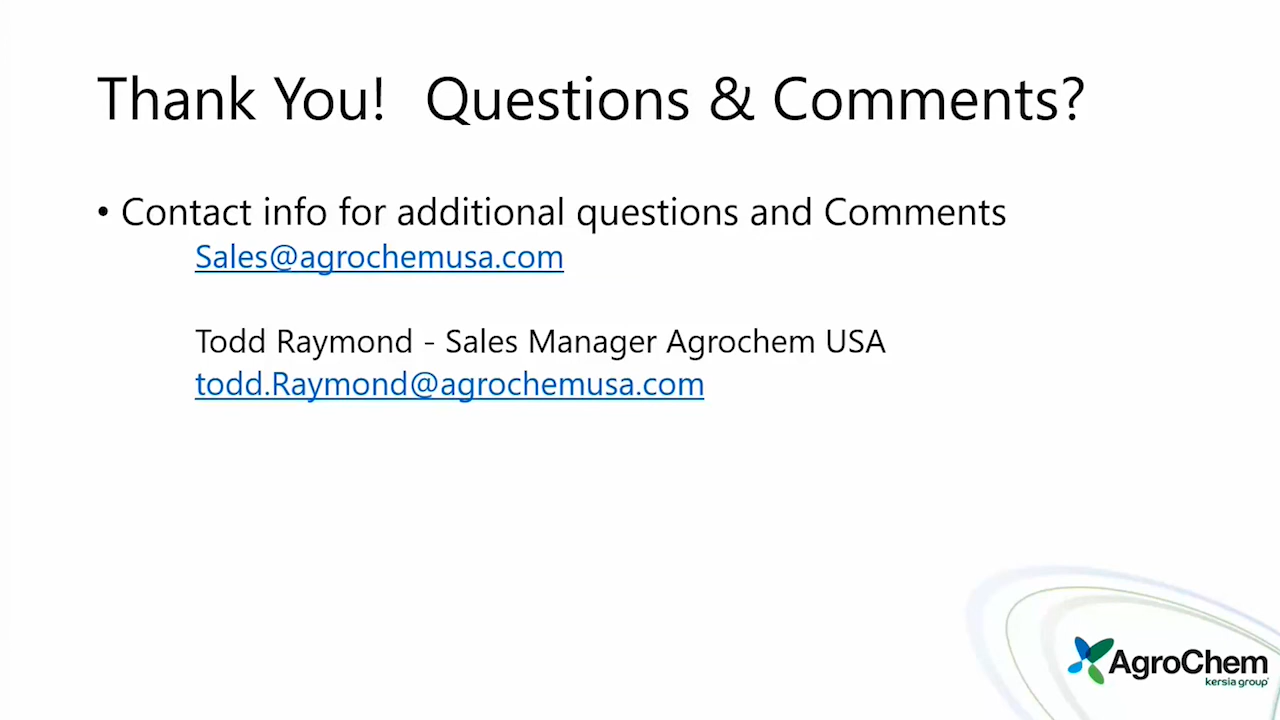 Thank You!  Questions & Comments?
• Contact info for additional questions and Comments
Sales@agrochemusa.com
Todd Raymond - Sales Manager Agrochem USA
todd.Raymond@agrochemusa.com
AgroChem
kersia group